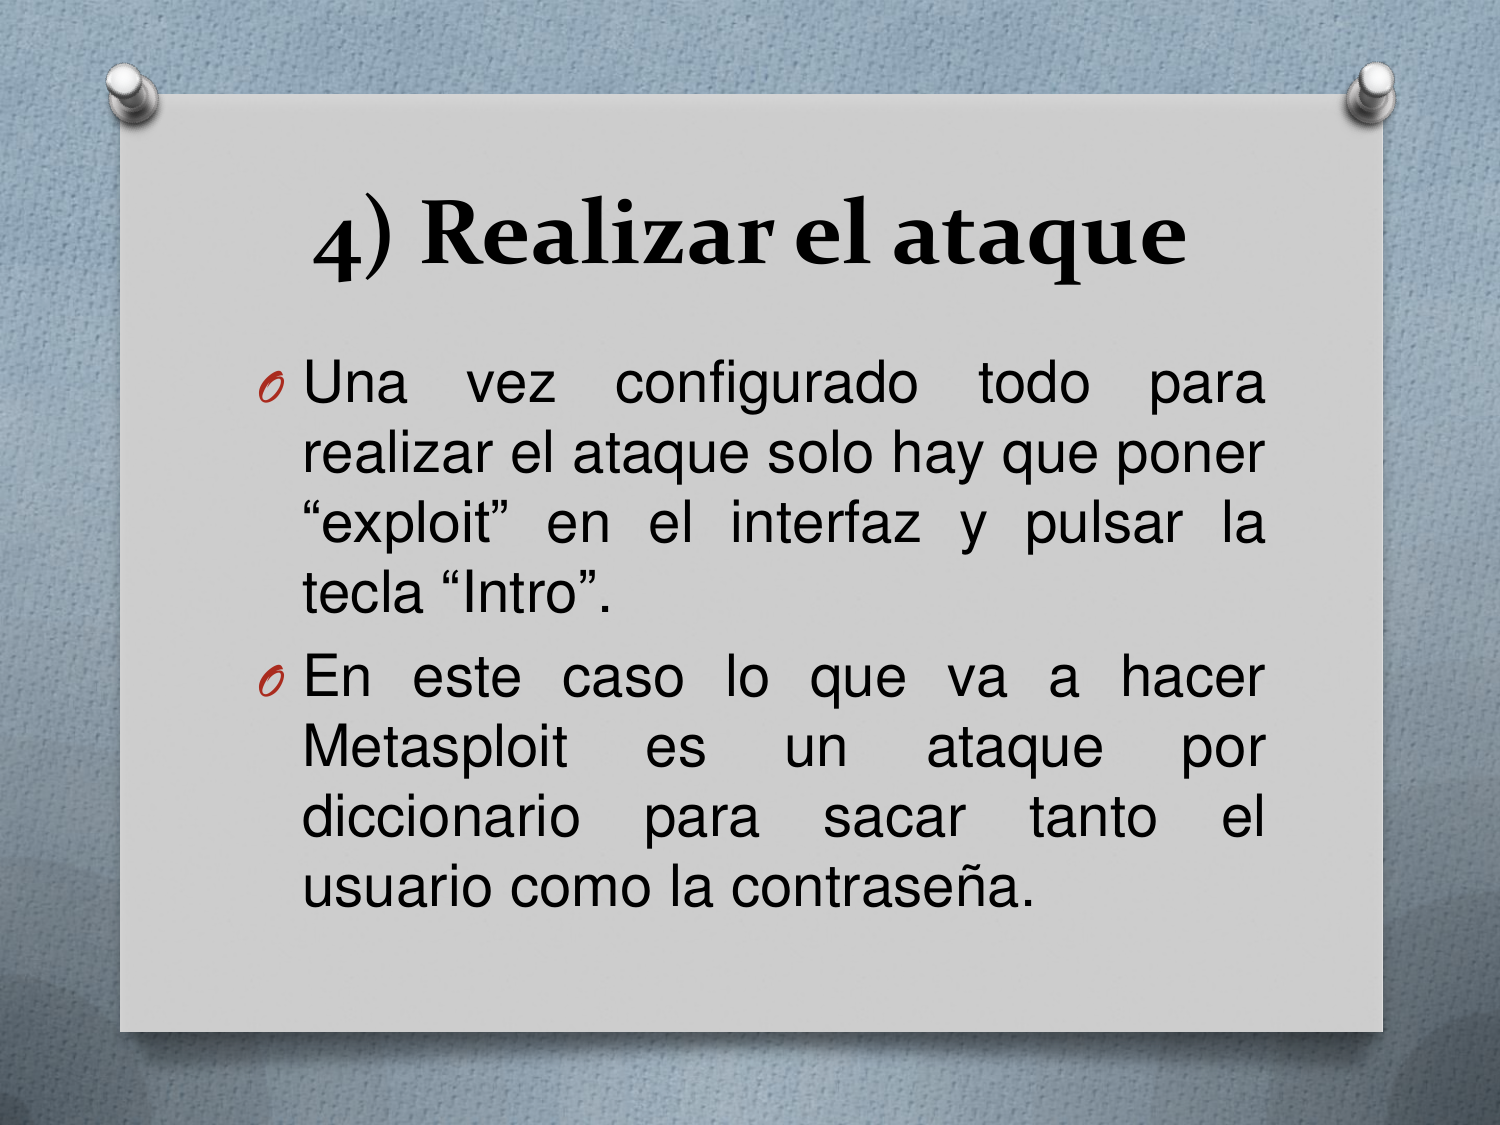 4) Realizar el ataque
Una vez configurado todo para
realizar el ataque solo hay que poner
“exploit” en el interfaz y pulsar la
tecla “Intro”.
En este caso lo que va a hacer
Metasploit es un ataque por
diccionario para sacar tanto el
usuario como la contraseña.